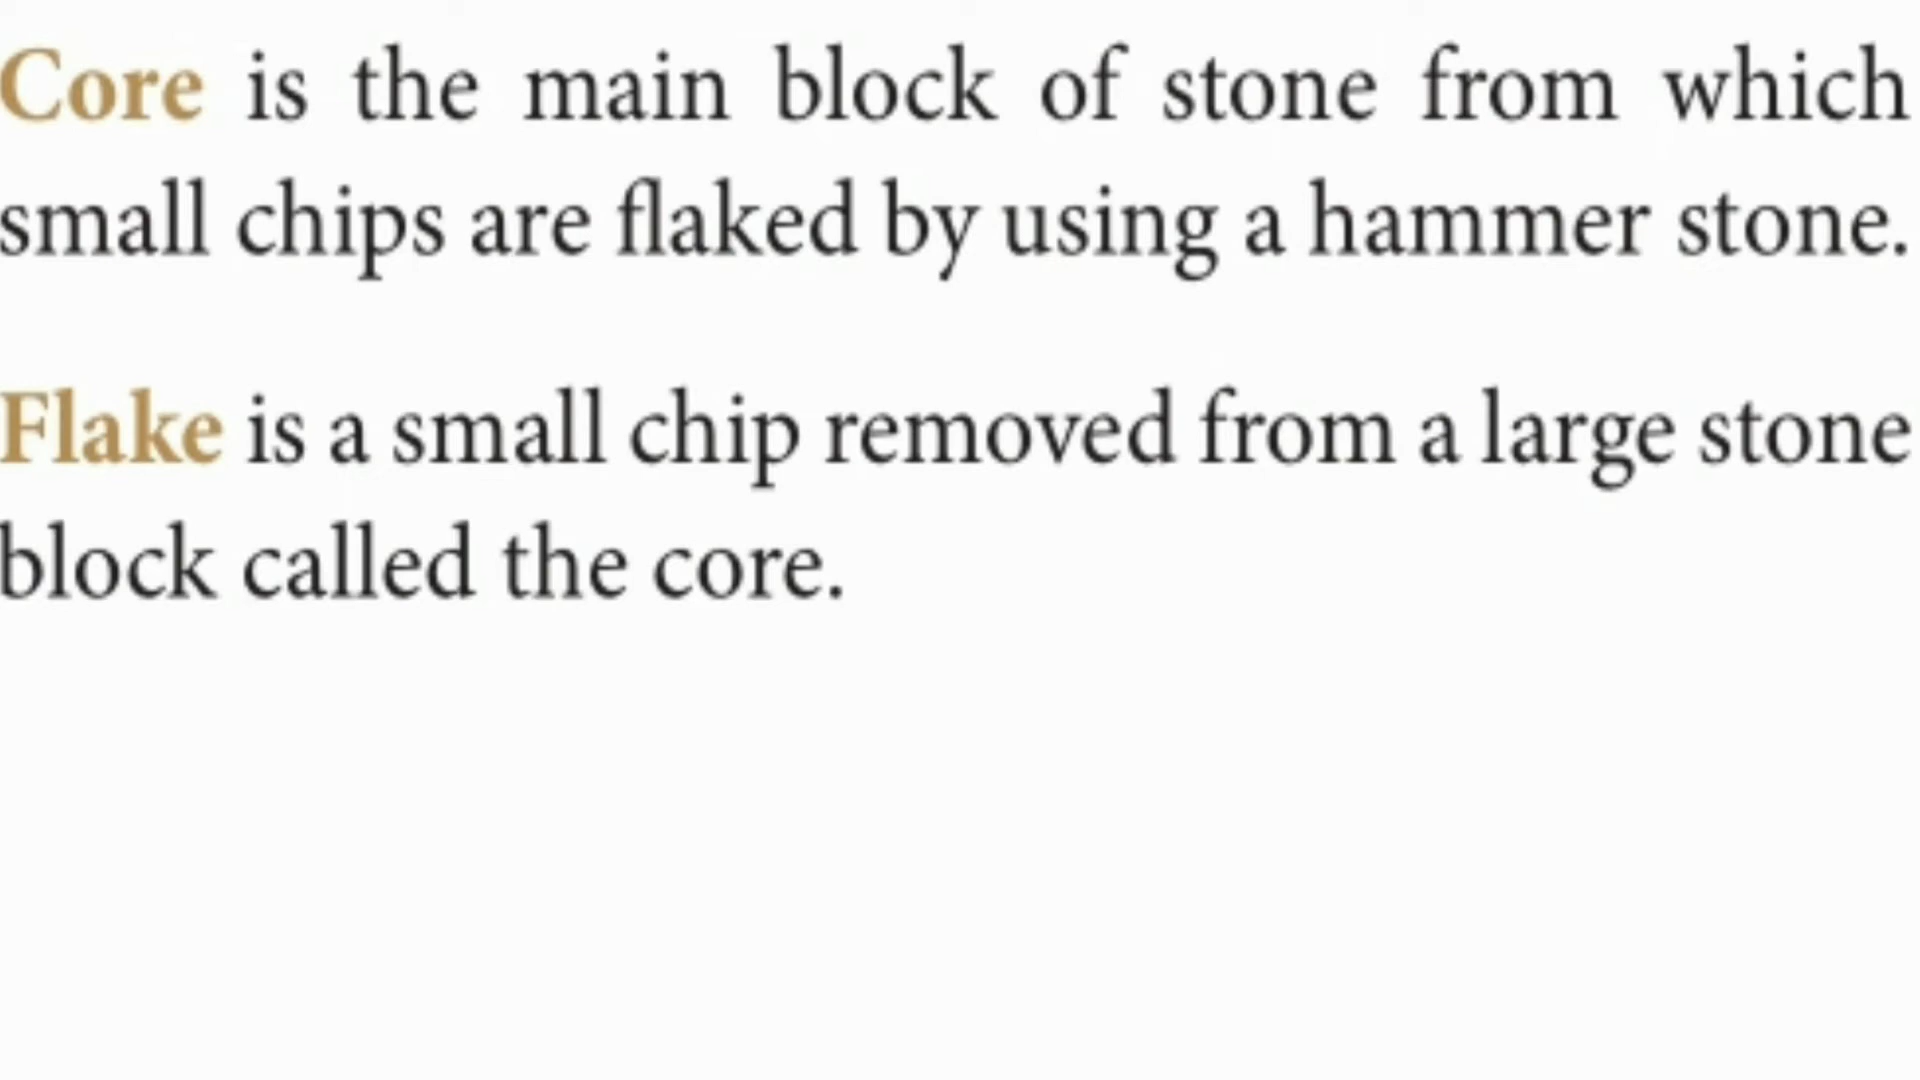 Core is the main block of stone from which
small chips are flaked by using a hammer stone.
Flake is a small chip removed from a large stone
block called the core.